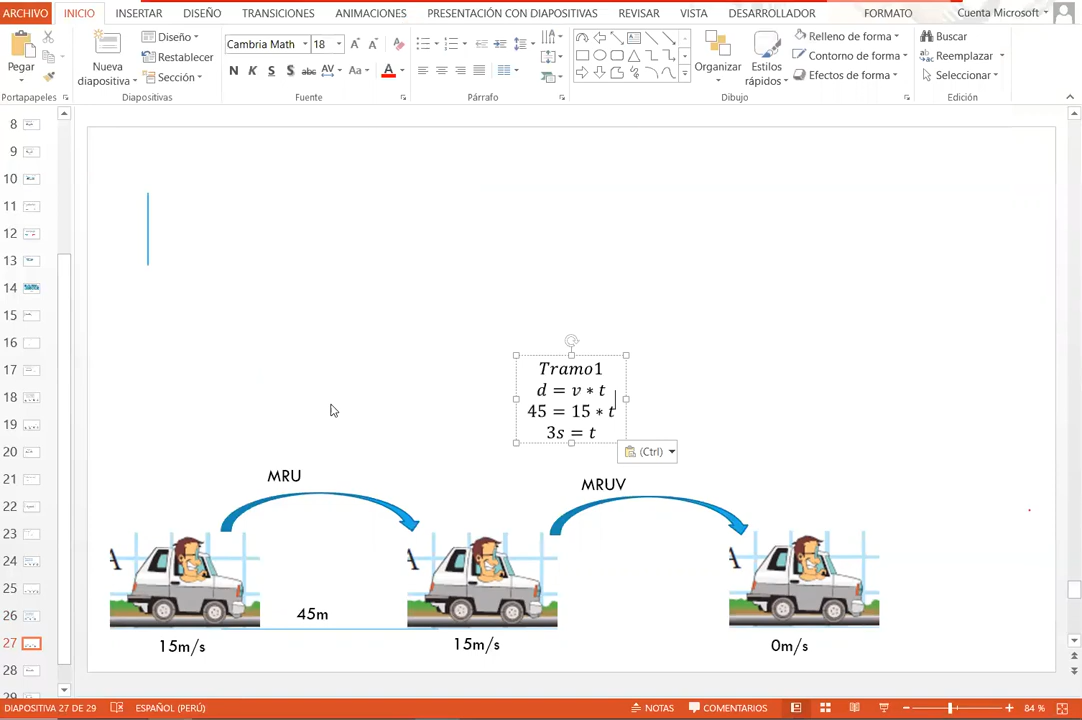 ARCHIVO INICIO INSERTAR DISEÑO TRANSICIONES ANIMACIONES PRESENTACIÓN CON DIAPOSITIVAS REVISAR VISTA DESARROLLADOR FORMATO Cuenta Microsoft
Pegar
Nueva
diapositiva
Diseño
Restablecer
Sección
Cambria Math 18
N K S S abc AV Aa A
Organizar
Estilos
rápidos
Relleno de forma
Contorno de forma
Efectos de forma
Buscar
Reemplazar
Seleccionar
Portapapeles Diapositivas Fuente Párrafo Dibujo Edición
8
9
10
11
12
13
14
15
16
17
18
19
20
21
22
23
24
25
26
27
28
29
Tramo1
d = v ∗ t
45 = 15 ∗ t
3s = t
(Ctrl)
MRU
MRUV
A
A
A
45m
15m/s
15m/s
0m/s
DIAPOSITIVA 27 DE 29 ESPAÑOL (PERÚ) NOTAS COMENTARIOS 84 %